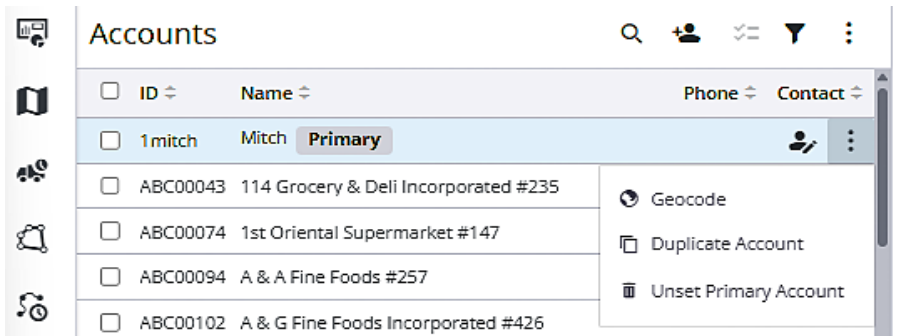 Accounts
ID Name Phone Contact
1mitch Mitch Primary
ABC00043 114 Grocery & Deli Incorporated #235
Geocode
ABC00074 1st Oriental Supermarket #147
Duplicate Account
ABC00094 A & A Fine Foods #257
Unset Primary Account
ABC00102 A & G Fine Foods Incorporated #426